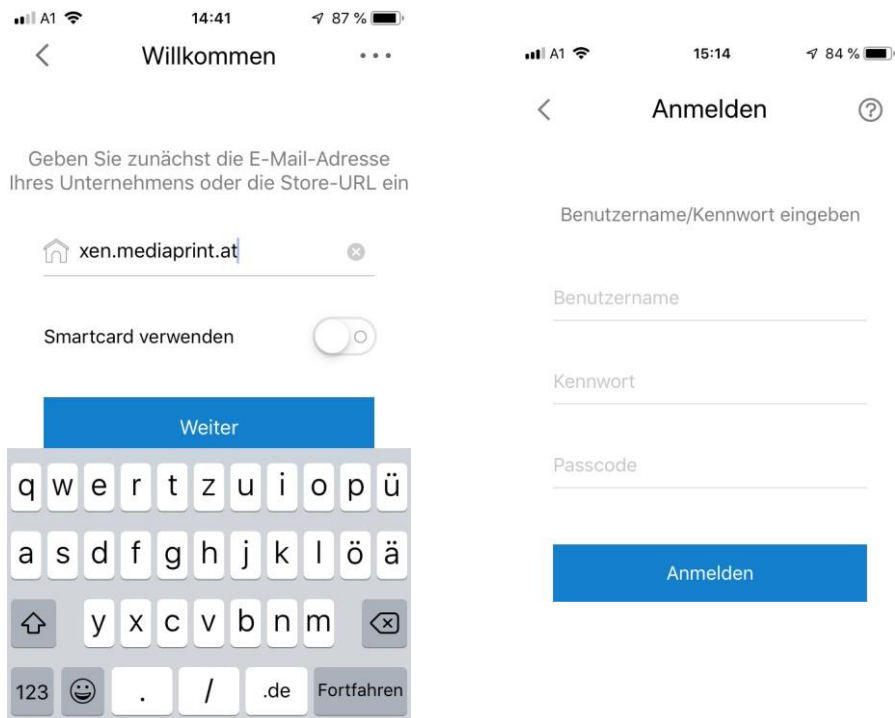 A1 14:41 87 %
Willkommen
Geben Sie zunächst die E-Mail-Adresse
Ihres Unternehmens oder die Store-URL ein
xen.mediaprint.at
Smartcard verwenden
Weiter
q w e r t z u i o p ü
a s d f g h j k l ö ä
y x c v b n m
123 . / .de Fortfahren
A1 15:14 84 %
Anmelden
Benutzername/Kennwort eingeben
Benutzername
Kennwort
Passcode
Anmelden